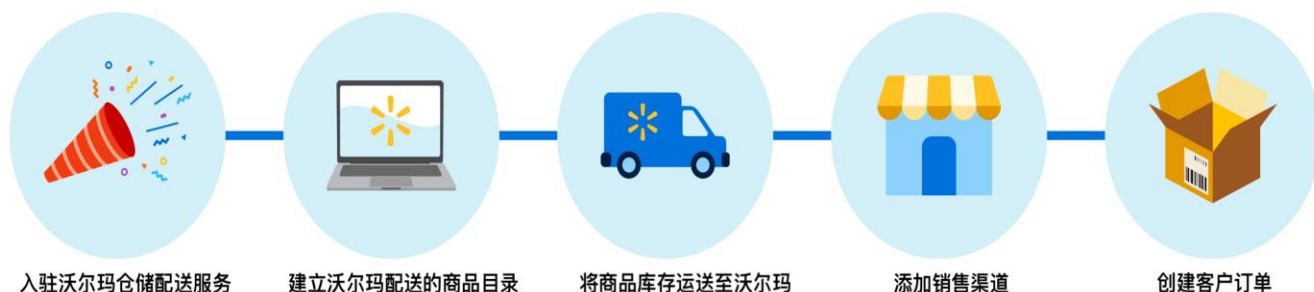 入驻沃尔玛仓储配送服务
建立沃尔玛配送的商品目录
将商品库存运送至沃尔玛
添加销售渠道
创建客户订单